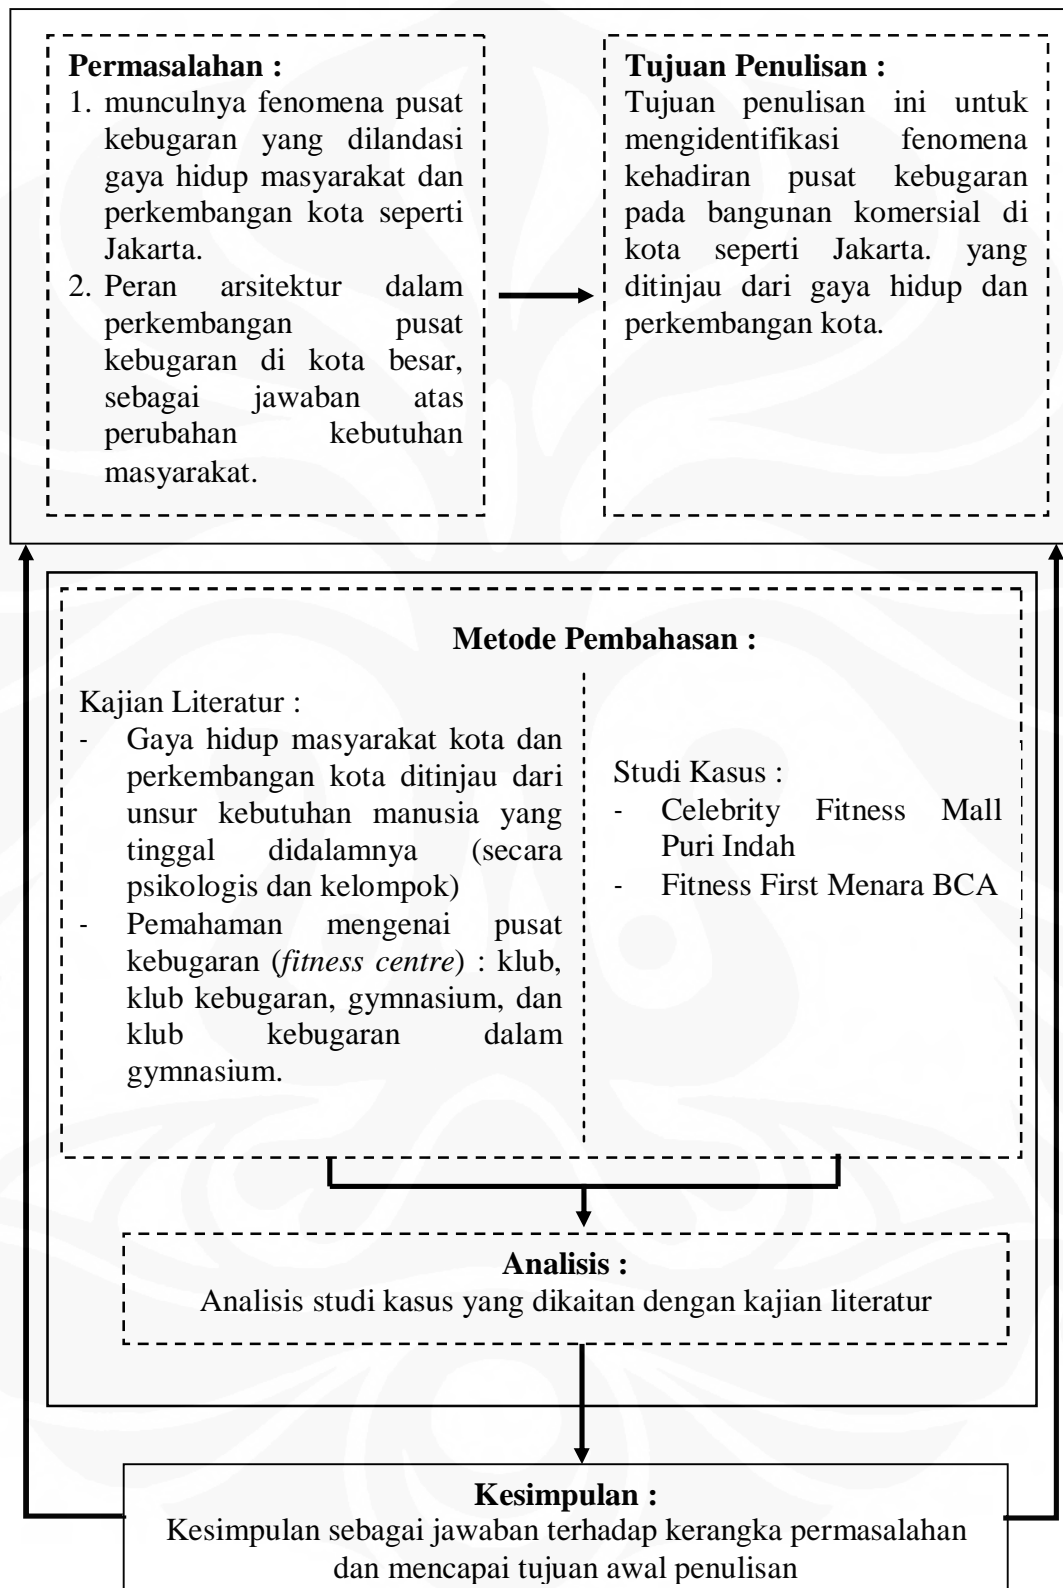 Permasalahan :
1. munculnya fenomena pusat
kebugaran yang dilandasi
gaya hidup masyarakat dan
perkembangan kota seperti
Jakarta.
2. Peran arsitektur dalam
perkembangan pusat
kebugaran di kota besar,
sebagai jawaban atas
perubahan kebutuhan
masyarakat.
Tujuan Penulisan :
Tujuan penulisan ini untuk
mengidentifikasi fenomena
kehadiran pusat kebugaran
pada bangunan komersial di
kota seperti Jakarta. yang
ditinjau dari gaya hidup dan
perkembangan kota.
Metode Pembahasan :
Kajian Literatur :
- Gaya hidup masyarakat kota dan
perkembangan kota ditinjau dari
unsur kebutuhan manusia yang
tinggal didalamnya (secara
psikologis dan kelompok)
- Pemahaman mengenai pusat
kebugaran (fitness centre) : klub,
klub kebugaran, gymnasium, dan
klub kebugaran dalam
gymnasium.
Studi Kasus :
- Celebrity Fitness Mall
Puri Indah
- Fitness First Menara BCA
Analisis :
Analisis studi kasus yang dikaitan dengan kajian literatur
Kesimpulan :
Kesimpulan sebagai jawaban terhadap kerangka permasalahan
dan mencapai tujuan awal penulisan